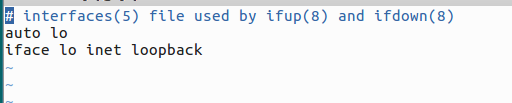 # interfaces(5) file used by ifup(8) and ifdown(8)
auto lo
iface lo inet loopback
~
~
~